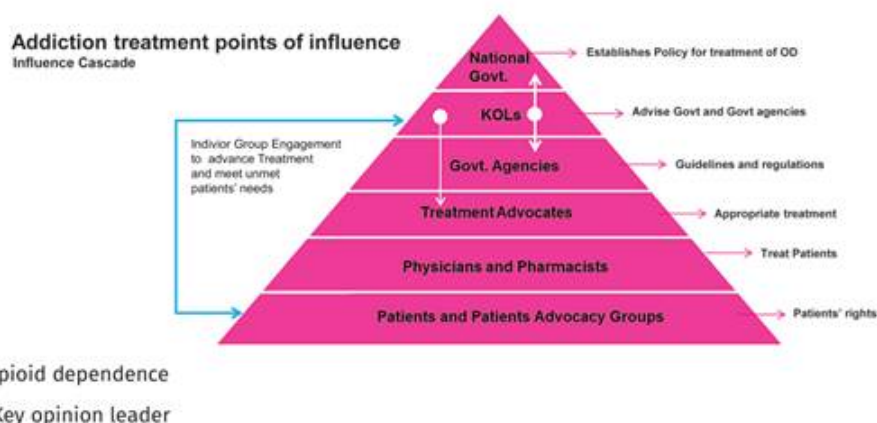 Addiction treatment points of influence
Influence Cascade
National
Govt.
Establishes Policy for treatment of OD
KOLs
Advise Govt and Govt agencies
Indivior Group Engagement
to advance Treatment
and meet unmet
patients' needs
Govt. Agencies
Guidelines and regulations
Treatment Advocates
Appropriate treatment
Physicians and Pharmacists
Treat Patients
Patients and Patients Advocacy Groups
Patients' rights
pioid dependence
Key opinion leader